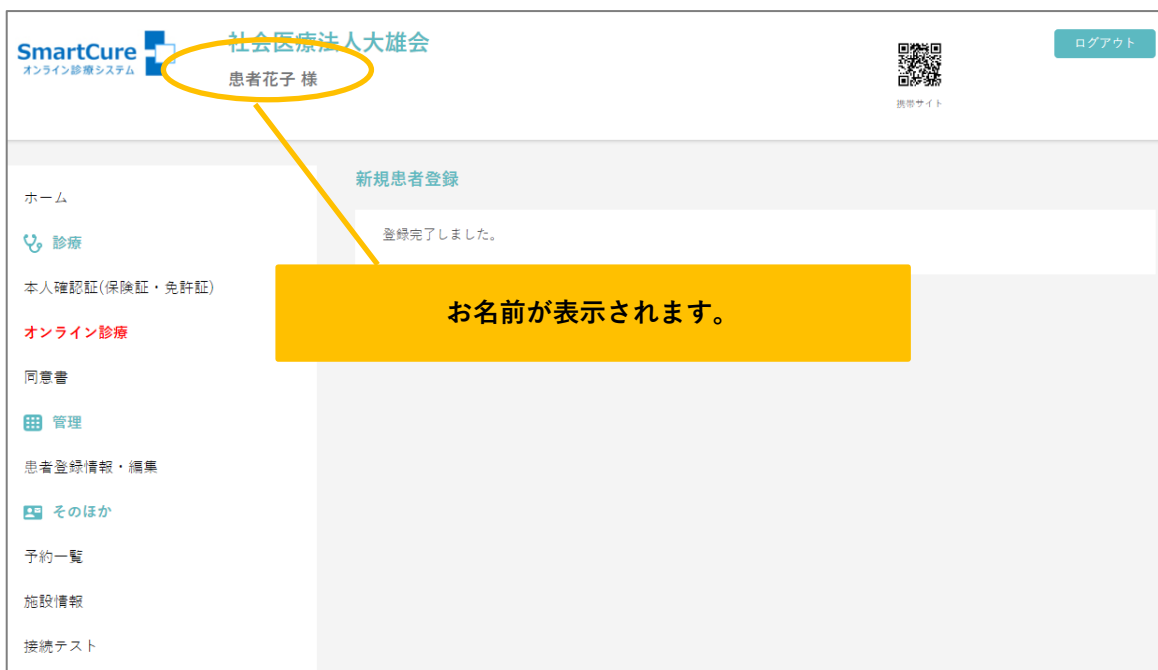 SmartCure
オンライン診療システム
社会医療法人大雄会
患者花子 様
携帯サイト
ログアウト
ホーム
診療
本人確認証(保険証・免許証)
オンライン診療
同意書
管理
患者登録情報・編集
そのほか
予約一覧
施設情報
接続テスト
新規患者登録
登録完了しました。
お名前が表示されます。